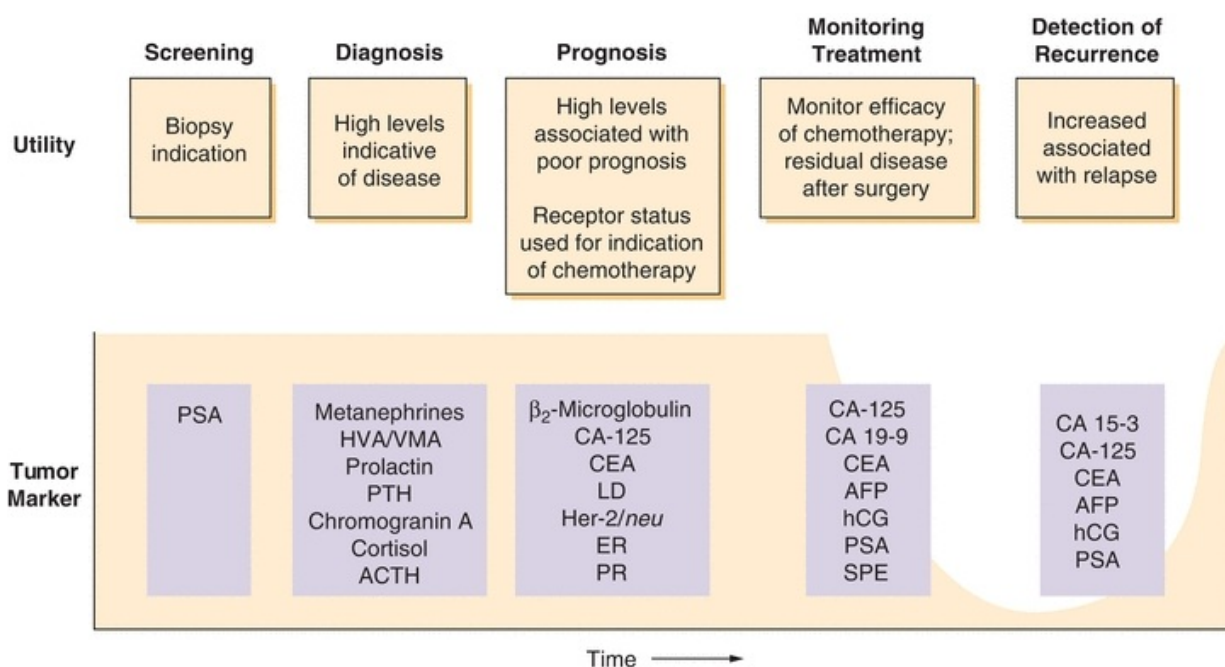 Screening
Diagnosis
Prognosis
Monitoring
Treatment
Detection of
Recurrence
Utility
Biopsy
indication
High levels
indicative
of disease
High levels
associated with
poor prognosis
Receptor status
used for indication
of chemotherapy
Monitor efficacy
of chemotherapy;
residual disease
after surgery
Increased
associated
with relapse
Tumor
Marker
PSA
Metanephrines
HVA/VMA
Prolactin
PTH
Chromogranin A
Cortisol
ACTH
β₂-Microglobulin
CA-125
CEA
LD
Her-2/neu
ER
PR
CA-125
CA 19-9
CEA
AFP
hCG
PSA
SPE
CA 15-3
CA-125
CEA
AFP
hCG
PSA
Time